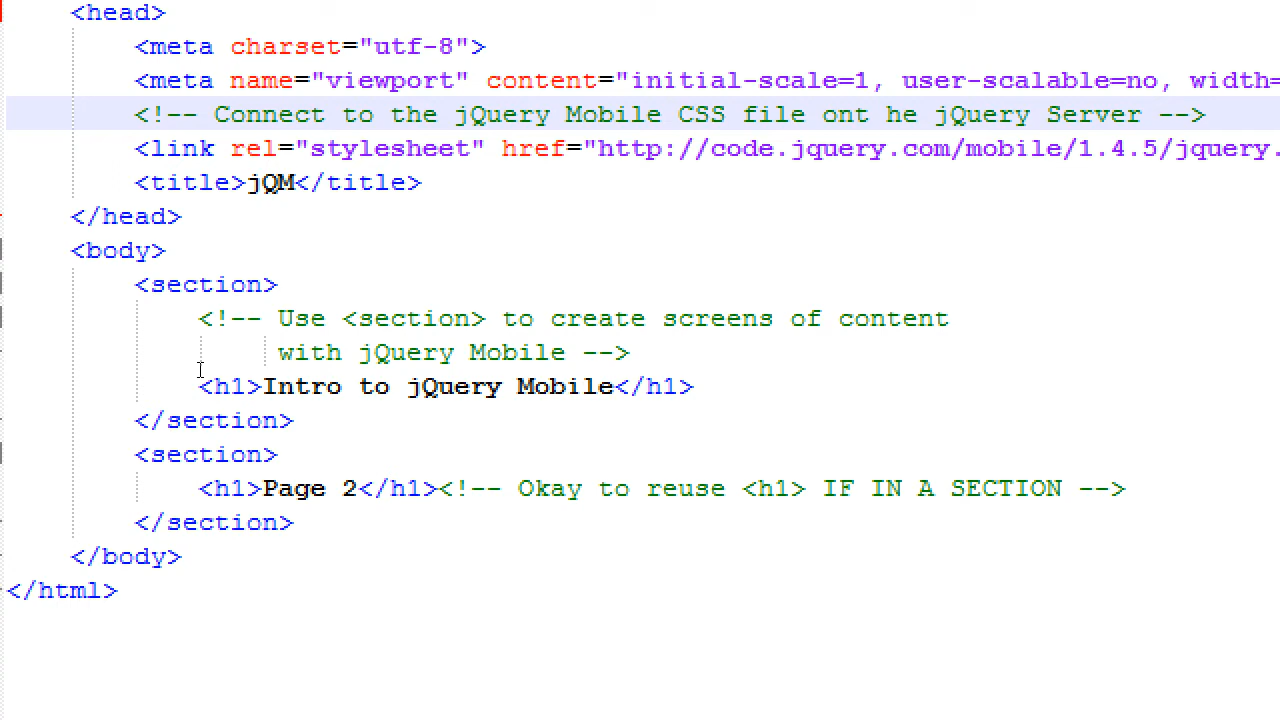 <head>
<meta charset="utf-8">
<meta name="viewport" content="initial-scale=1, user-scalable=no, width=
<!-- Connect to the jQuery Mobile CSS file ont he jQuery Server -->
<link rel="stylesheet" href="http://code.jquery.com/mobile/1.4.5/jquery.
<title>jQM</title>
</head>
<body>
<section>
<!-- Use <section> to create screens of content
with jQuery Mobile -->
<h1>Intro to jQuery Mobile</h1>
</section>
<section>
<h1>Page 2</h1><!-- Okay to reuse <h1> IF IN A SECTION -->
</section>
</body>
</html>